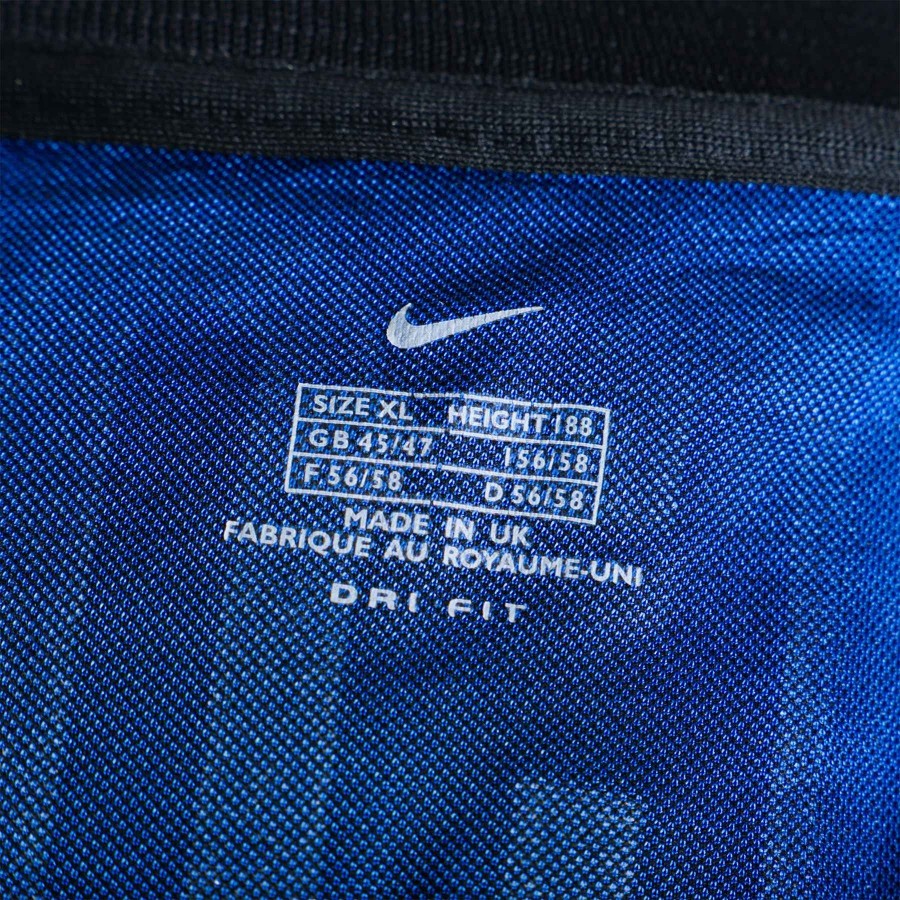 SIZE XL HEIGHT 188
GB 45/47 I 56/58
F 56/58 D 56/58
MADE IN UK
FABRIQUE AU ROYAUME-UNI
DRI FIT